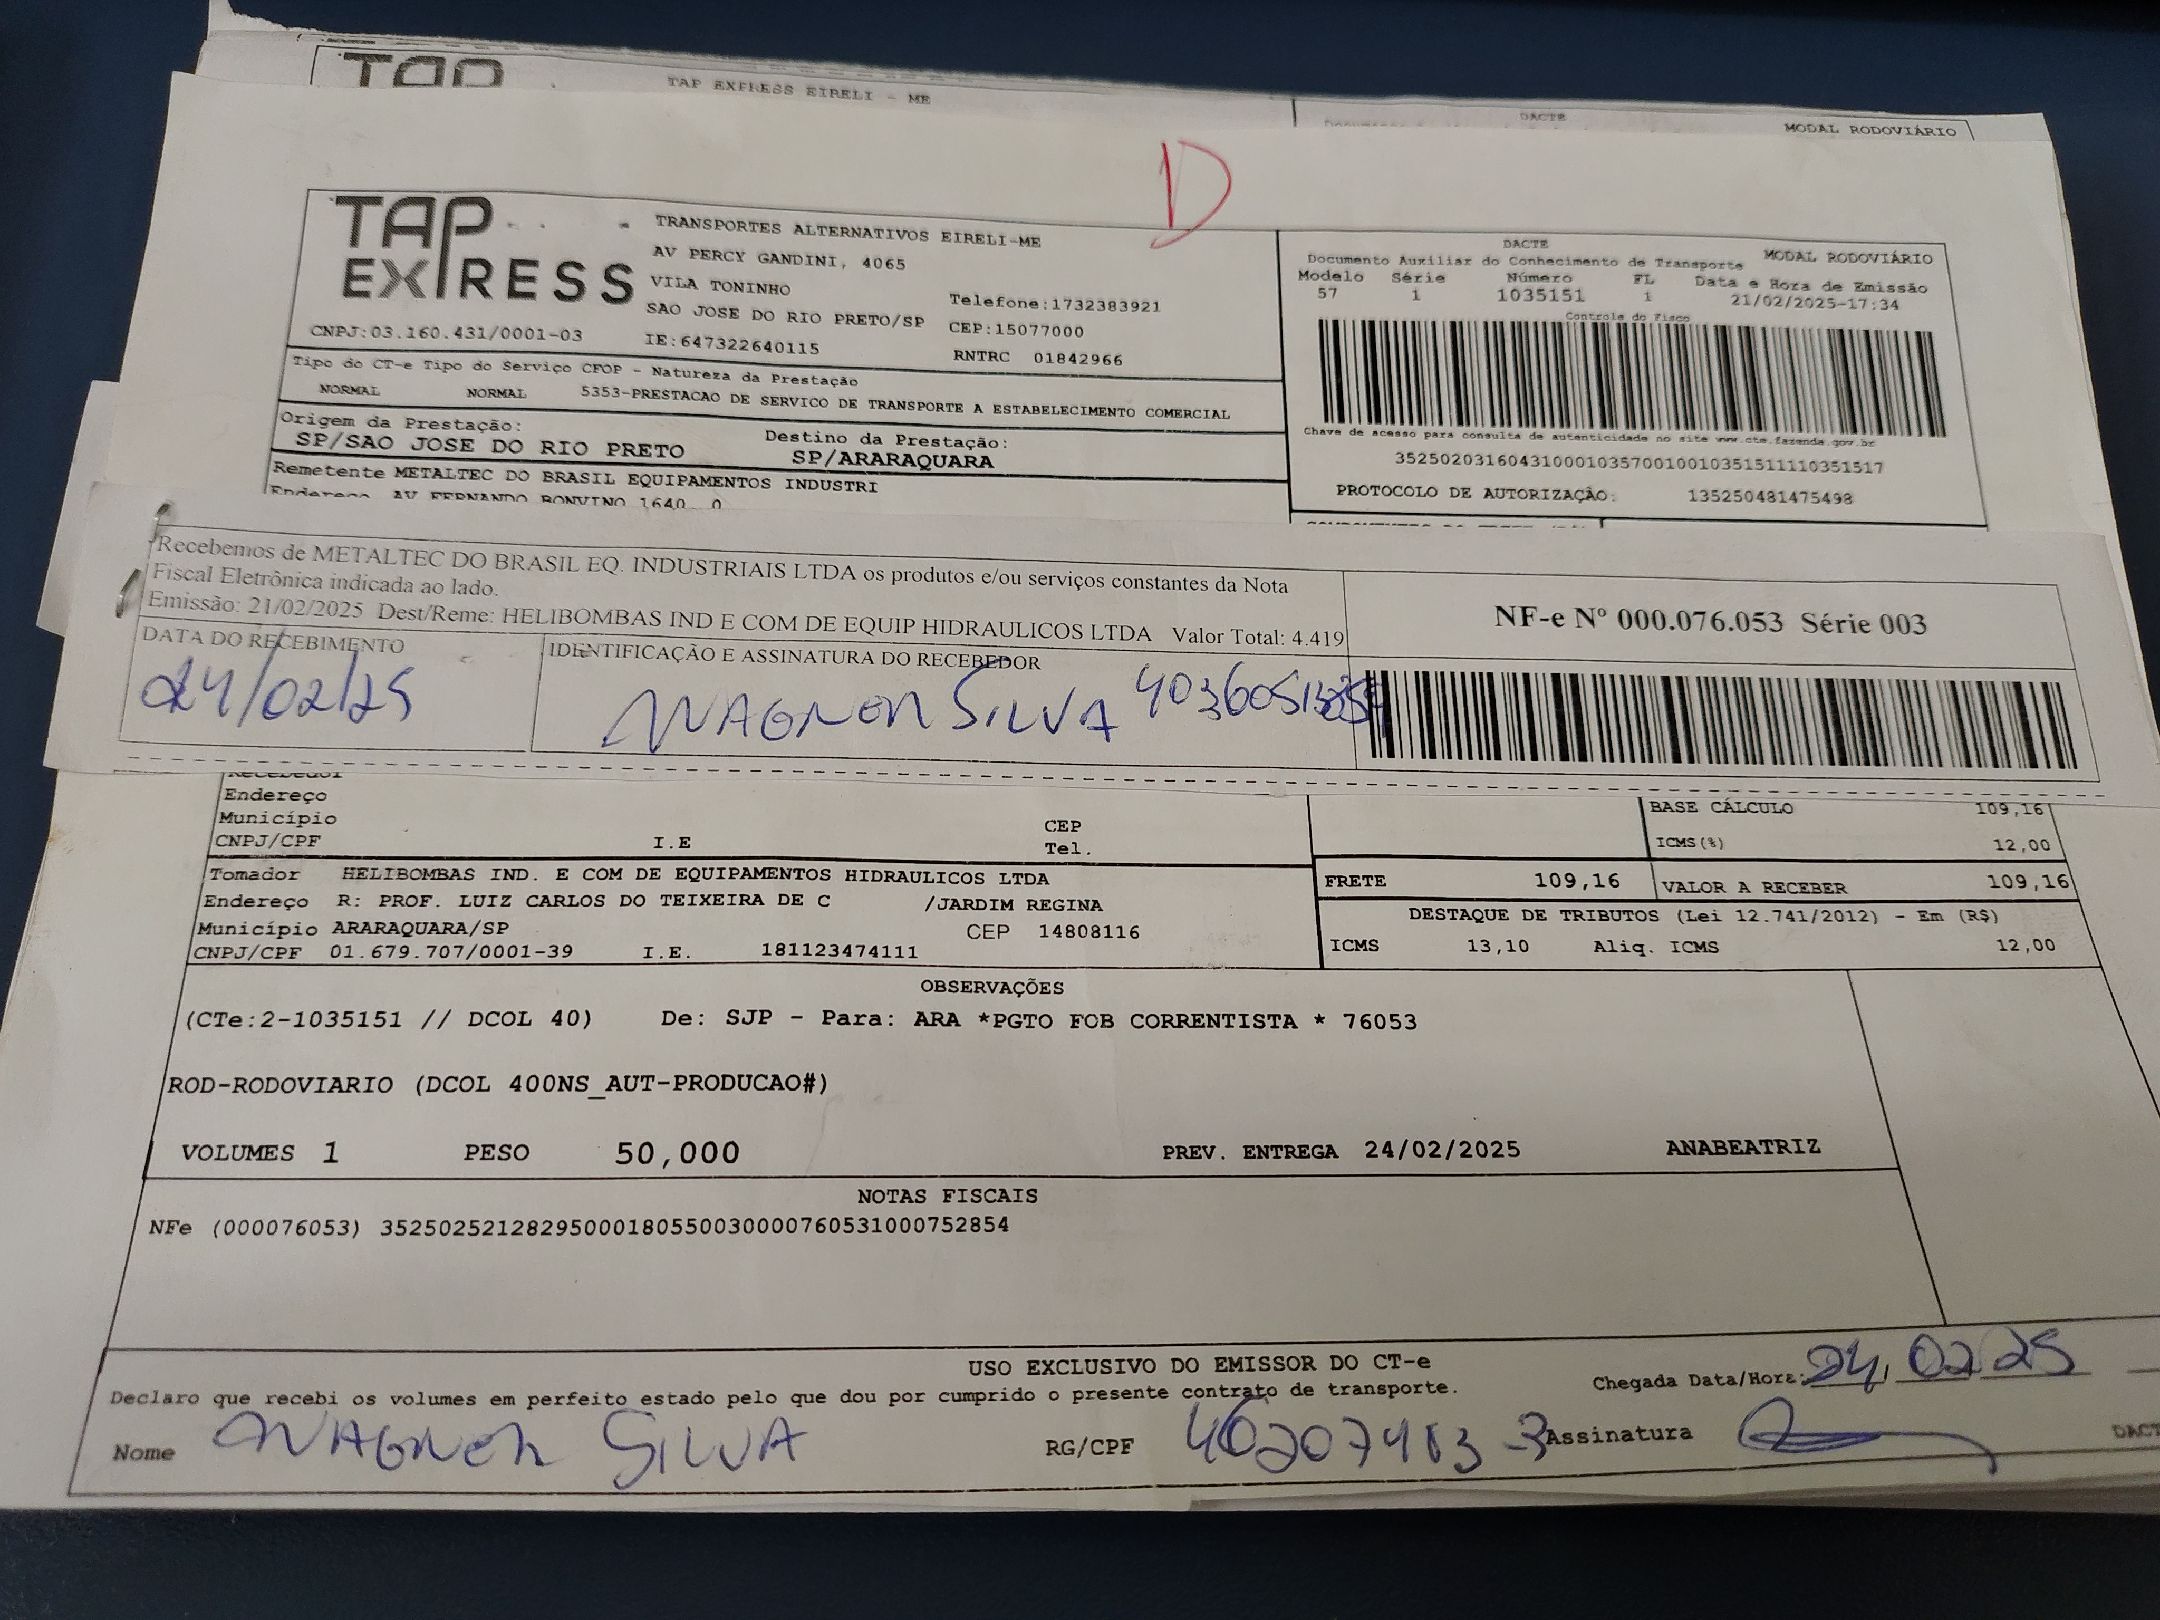 TAP
TAP EXPRESS EIRELI - ME
DACTE
MODAL RODOVIÁRIO
D
TAP
EXPRESS
TRANSPORTES ALTERNATIVOS EIRELI-ME
AV PERCY GANDINI, 4065
VILA TONINHO
Telefone:1732383921
SAO JOSE DO RIO PRETO/SP
CEP:15077000
CNPJ:03.160.431/0001-03
IE:647322640115
RNTRC 01842966
DACTE
MODAL RODOVIÁRIO
Documento Auxiliar do Conhecimento de Transporte
Modelo Série Número FL Data e Hora de Emissão
57 1 1035151 1 21/02/2025-17:34
Controle do Fisco
Chave de acesso para consulta de autenticidade no site www.cte.fazenda.gov.br
35250203160431000103570010010351511110351517
PROTOCOLO DE AUTORIZAÇÃO: 135250481475498
Tipo do CT-e Tipo do Serviço CFOP - Natureza da Prestação
NORMAL NORMAL 5353-PRESTACAO DE SERVICO DE TRANSPORTE A ESTABELECIMENTO COMERCIAL
Origem da Prestação: Destino da Prestação:
SP/SAO JOSE DO RIO PRETO SP/ARARAQUARA
Remetente METALTEC DO BRASIL EQUIPAMENTOS INDUSTRI
Endereço AV FERNANDO BONVINO 1640, 0
Recebemos de METALTEC DO BRASIL EQ. INDUSTRIAIS LTDA os produtos e/ou serviços constantes da Nota
Fiscal Eletrônica indicada ao lado.
Emissão: 21/02/2025 Dest/Reme: HELIBOMBAS IND E COM DE EQUIP HIDRAULICOS LTDA Valor Total: 4.419
NF-e Nº 000.076.053 Série 003
DATA DO RECEBIMENTO
IDENTIFICAÇÃO E ASSINATURA DO RECEBEDOR
24/02/25
WAGNER SILVA
Recebedor
Endereço
Município CEP
CNPJ/CPF I.E Tel.
BASE CÁLCULO 109,16
ICMS(%) 12,00
Tomador HELIBOMBAS IND. E COM DE EQUIPAMENTOS HIDRAULICOS LTDA
Endereço R: PROF. LUIZ CARLOS DO TEIXEIRA DE C /JARDIM REGINA
Município ARARAQUARA/SP CEP 14808116
CNPJ/CPF 01.679.707/0001-39 I.E. 181123474111
FRETE 109,16 VALOR A RECEBER 109,16
DESTAQUE DE TRIBUTOS (Lei 12.741/2012) - Em (R$)
ICMS 13,10 Aliq. ICMS 12,00
OBSERVAÇÕES
(CTe:2-1035151 // DCOL 40) De: SJP - Para: ARA *PGTO FOB CORRENTISTA * 76053
ROD-RODOVIARIO (DCOL 400NS_AUT-PRODUCAO#)
VOLUMES 1 PESO 50,000 PREV. ENTREGA 24/02/2025 ANABEATRIZ
NOTAS FISCAIS
NFe (000076053) 35250252128295000180550030000760531000752854
USO EXCLUSIVO DO EMISSOR DO CT-e
Declaro que recebi os volumes em perfeito estado pelo que dou por cumprido o presente contrato de transporte.
Chegada Data/Hora: 24 02 25
Nome WAGNER SILVA RG/CPF Assinatura
DACT